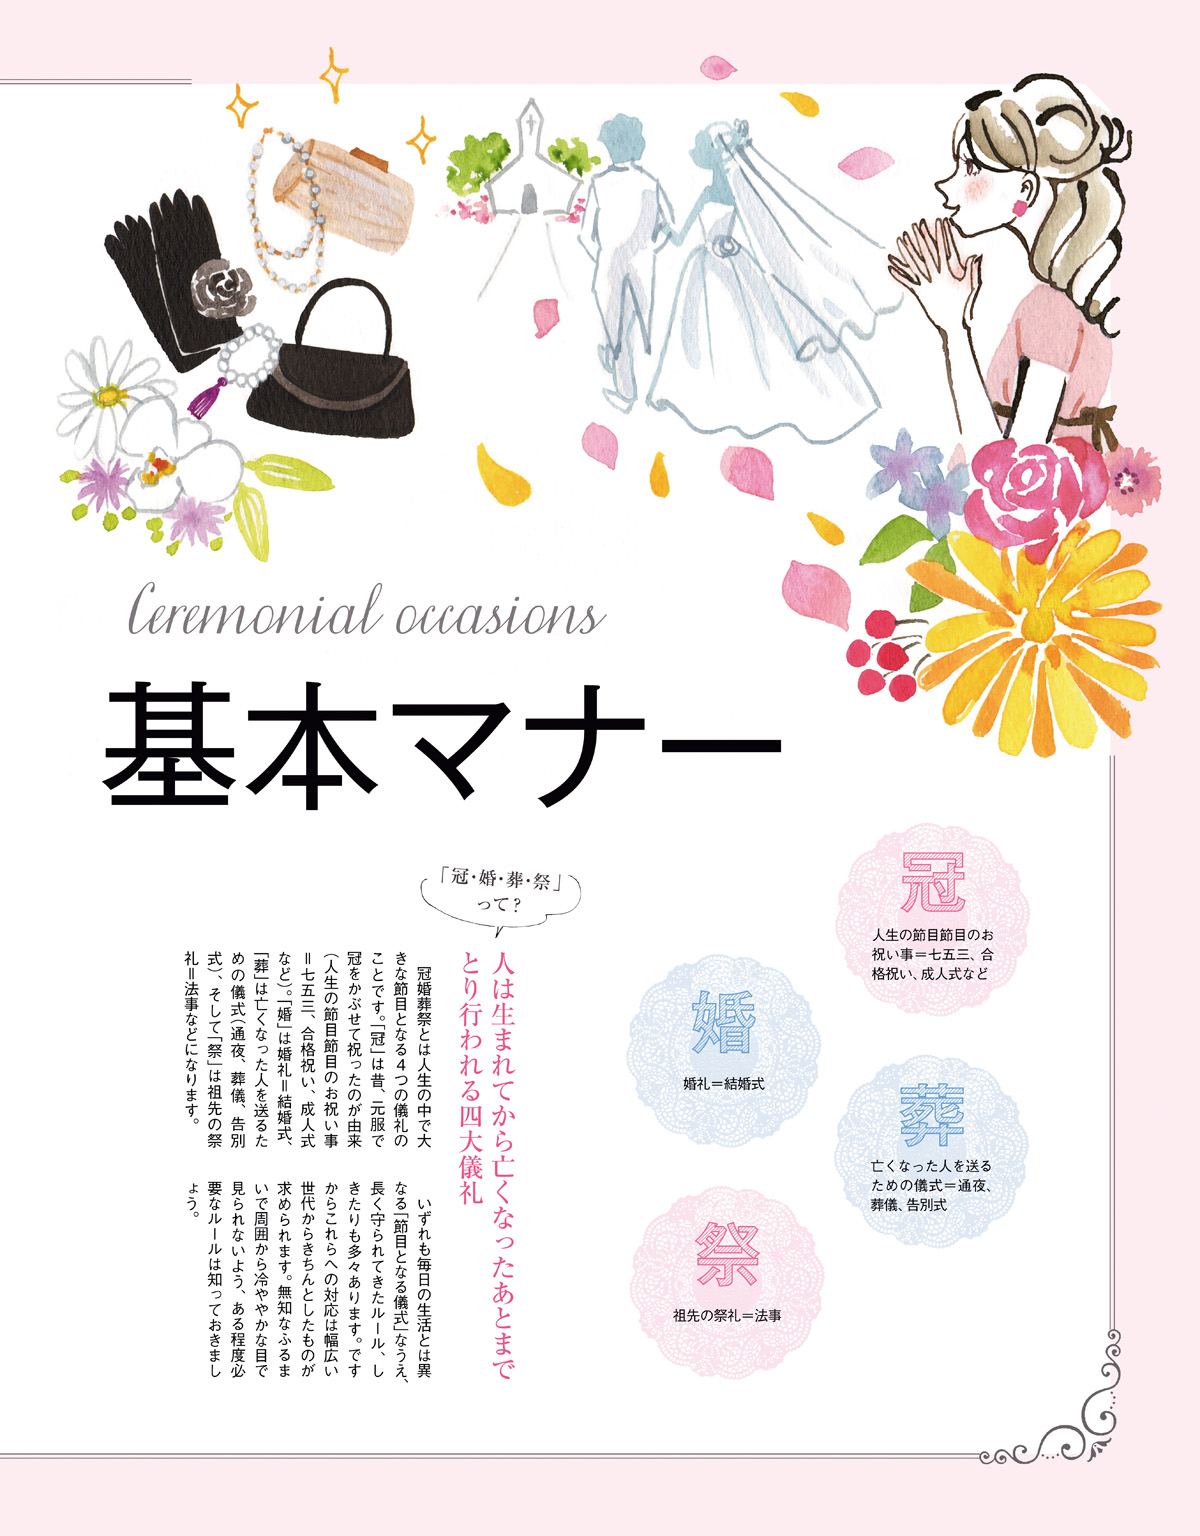 Ceremonial occasions
基本マナー
「冠・婚・葬・祭」
って？
人は生まれてから亡くなったあとまで
とり行われる四大儀礼
　冠婚葬祭とは人生の中で大
きな節目となる４つの儀礼の
ことです。「冠」は昔、元服で
冠をかぶせて祝ったのが由来
（人生の節目節目のお祝い事
＝七五三、合格祝い、成人式
など）。「婚」は婚礼＝結婚式、
「葬」は亡くなった人を送るた
めの儀式（通夜、葬儀、告別
式）、そして「祭」は祖先の祭
礼＝法事などになります。
　いずれも毎日の生活とは異
なる「節目となる儀式」なうえ、
長く守られてきたルール、し
きたりも多々あります。です
からこれらへの対応は幅広い
世代からきちんとしたものが
求められます。無知なふるま
いで周囲から冷ややかな目で
見られないよう、ある程度必
要なルールは知っておきまし
ょう。
冠
人生の節目節目のお
祝い事＝七五三、合
格祝い、成人式など
婚
婚礼＝結婚式
葬
亡くなった人を送る
ための儀式＝通夜、
葬儀、告別式
祭
祖先の祭礼＝法事